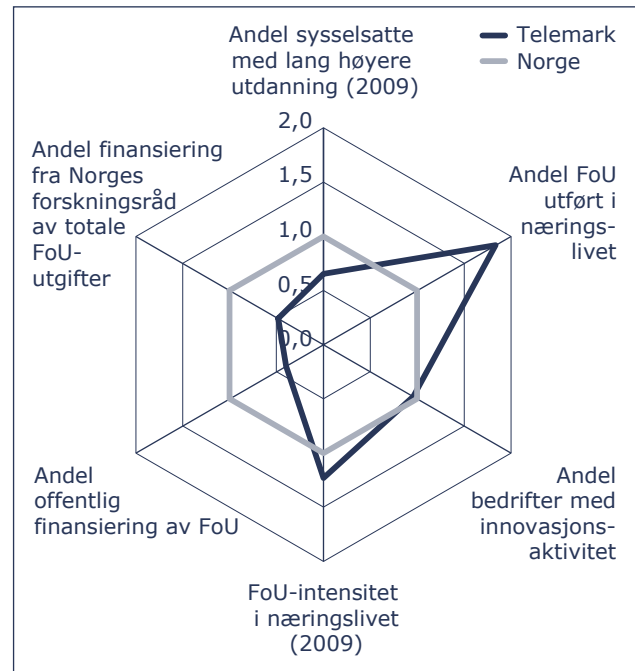 Andel sysselsatte
med lang høyere
utdanning (2009)
Telemark
Norge
2,0
1,5
1,0
0,5
0,0
Andel FoU
utført i
nærings-
livet
Andel
bedrifter med
innovasjons-
aktivitet
FoU-intensitet
i næringslivet
(2009)
Andel
offentlig
finansiering av FoU
Andel finansiering
fra Norges
forskningsråd
av totale
FoU-
utgifter